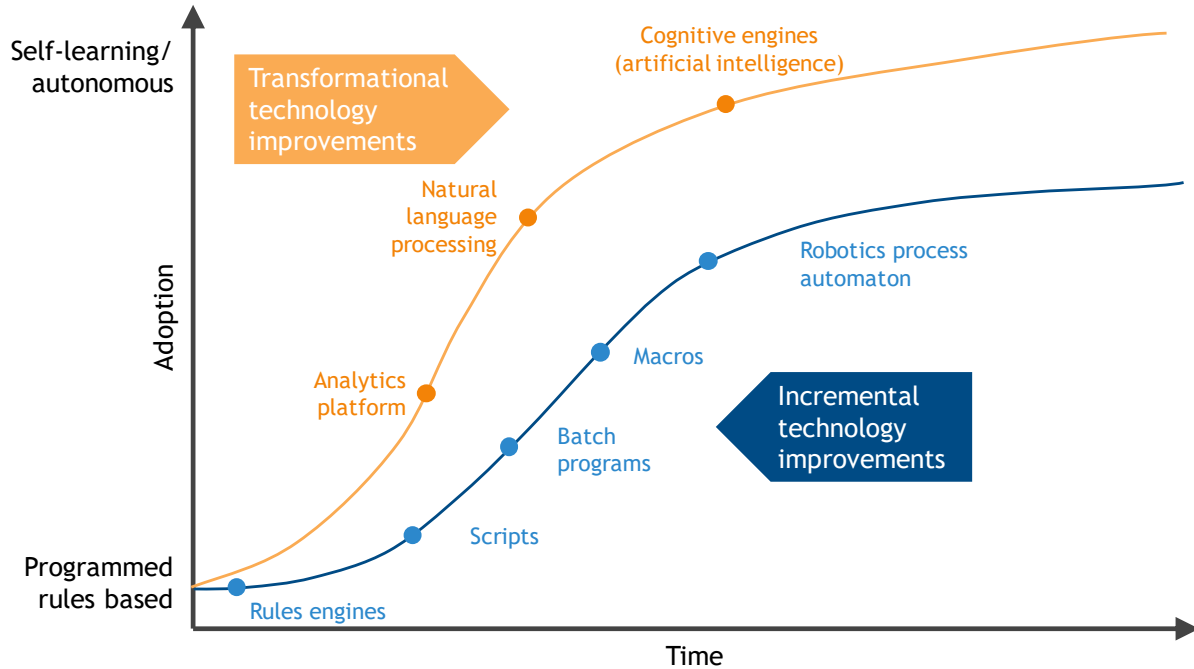 Self-learning/
autonomous
Transformational
technology
improvements
Cognitive engines
(artificial intelligence)
Natural
language
processing
Robotics process
automaton
Adoption
Analytics
platform
Macros
Incremental
technology
improvements
Batch
programs
Scripts
Programmed
rules based
Rules engines
Time